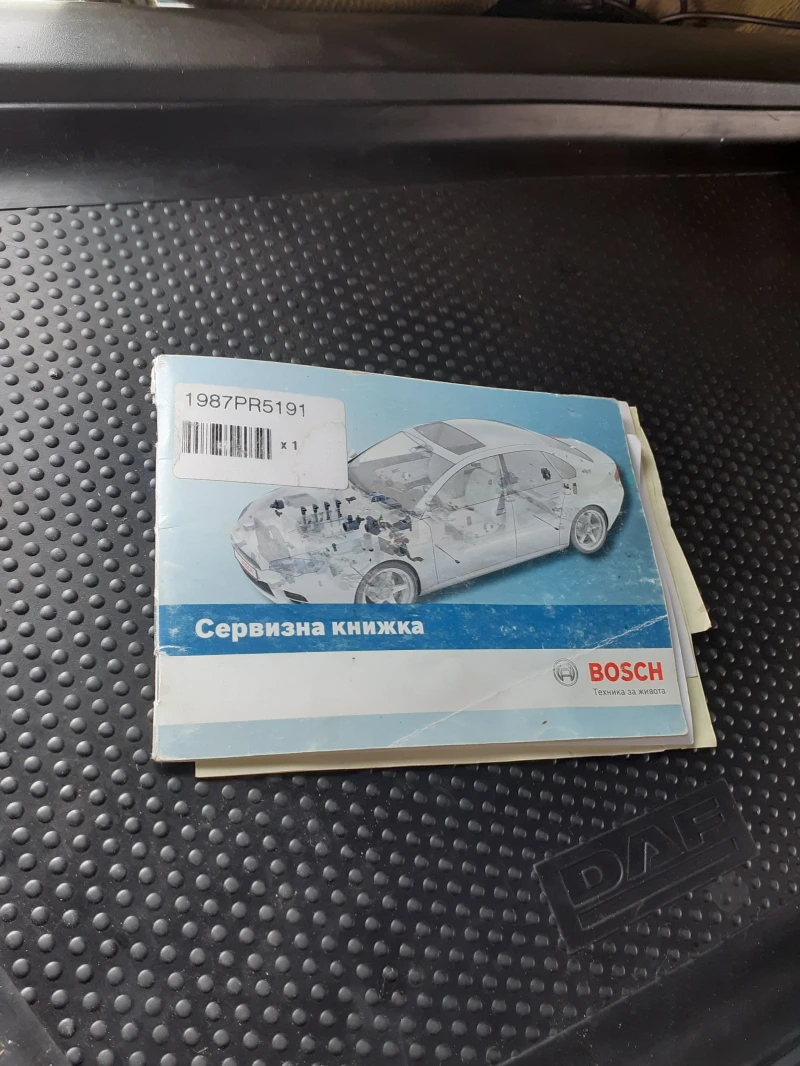 1987PR5191
x 1
Сервизна книжка
BOSCH
Техника за живота
DAF